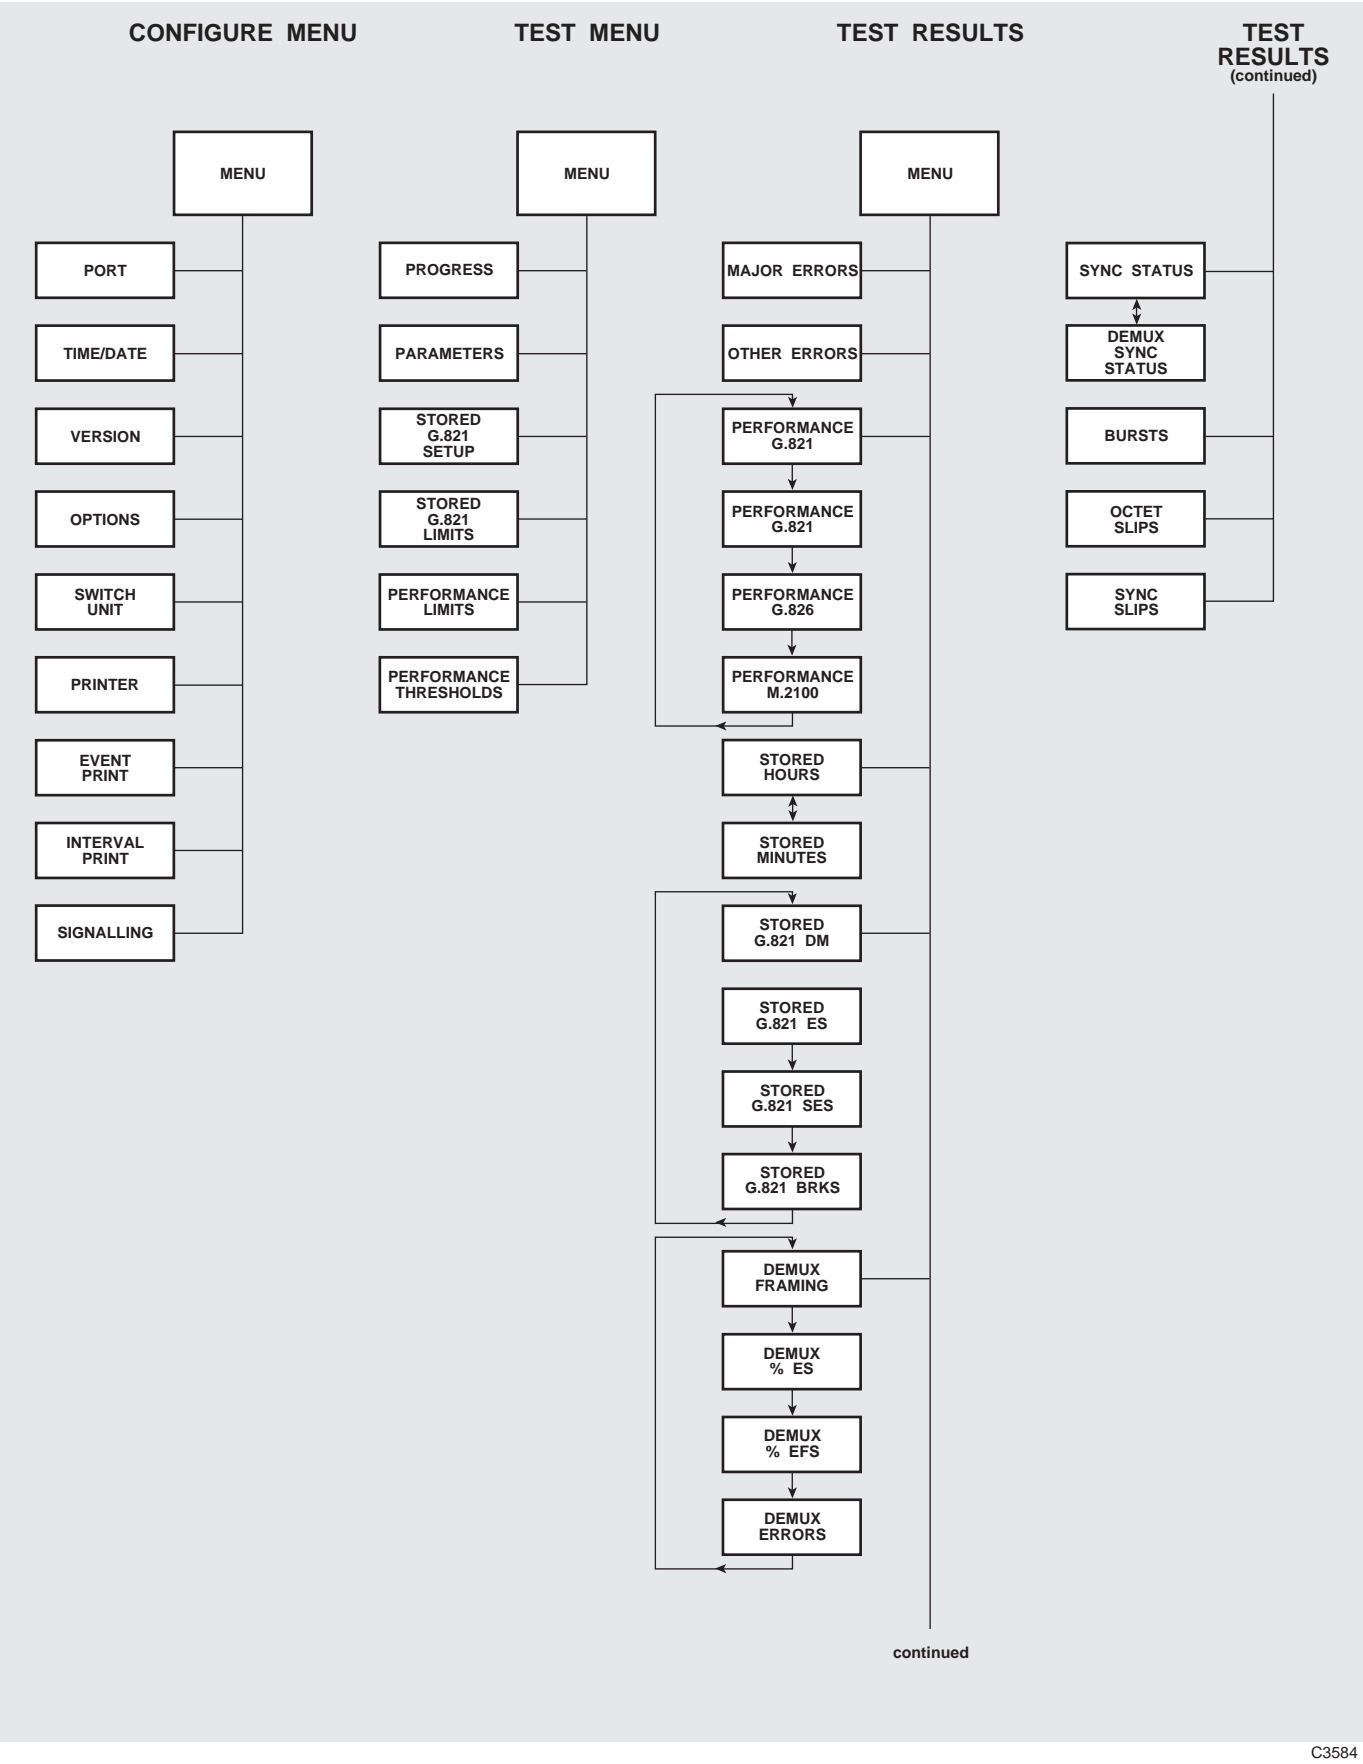 CONFIGURE MENU
TEST MENU
TEST RESULTS
TEST
RESULTS
(continued)
MENU
PORT
TIME/DATE
VERSION
OPTIONS
SWITCH
UNIT
PRINTER
EVENT
PRINT
INTERVAL
PRINT
SIGNALLING
MENU
PROGRESS
PARAMETERS
STORED
G.821
SETUP
STORED
G.821
LIMITS
PERFORMANCE
LIMITS
PERFORMANCE
THRESHOLDS
MENU
MAJOR ERRORS
OTHER ERRORS
PERFORMANCE
G.821
PERFORMANCE
G.821
PERFORMANCE
G.826
PERFORMANCE
M.2100
STORED
HOURS
STORED
MINUTES
STORED
G.821 DM
STORED
G.821 ES
STORED
G.821 SES
STORED
G.821 BRKS
DEMUX
FRAMING
DEMUX
% ES
DEMUX
% EFS
DEMUX
ERRORS
continued
SYNC STATUS
DEMUX
SYNC
STATUS
BURSTS
OCTET
SLIPS
SYNC
SLIPS
C3584